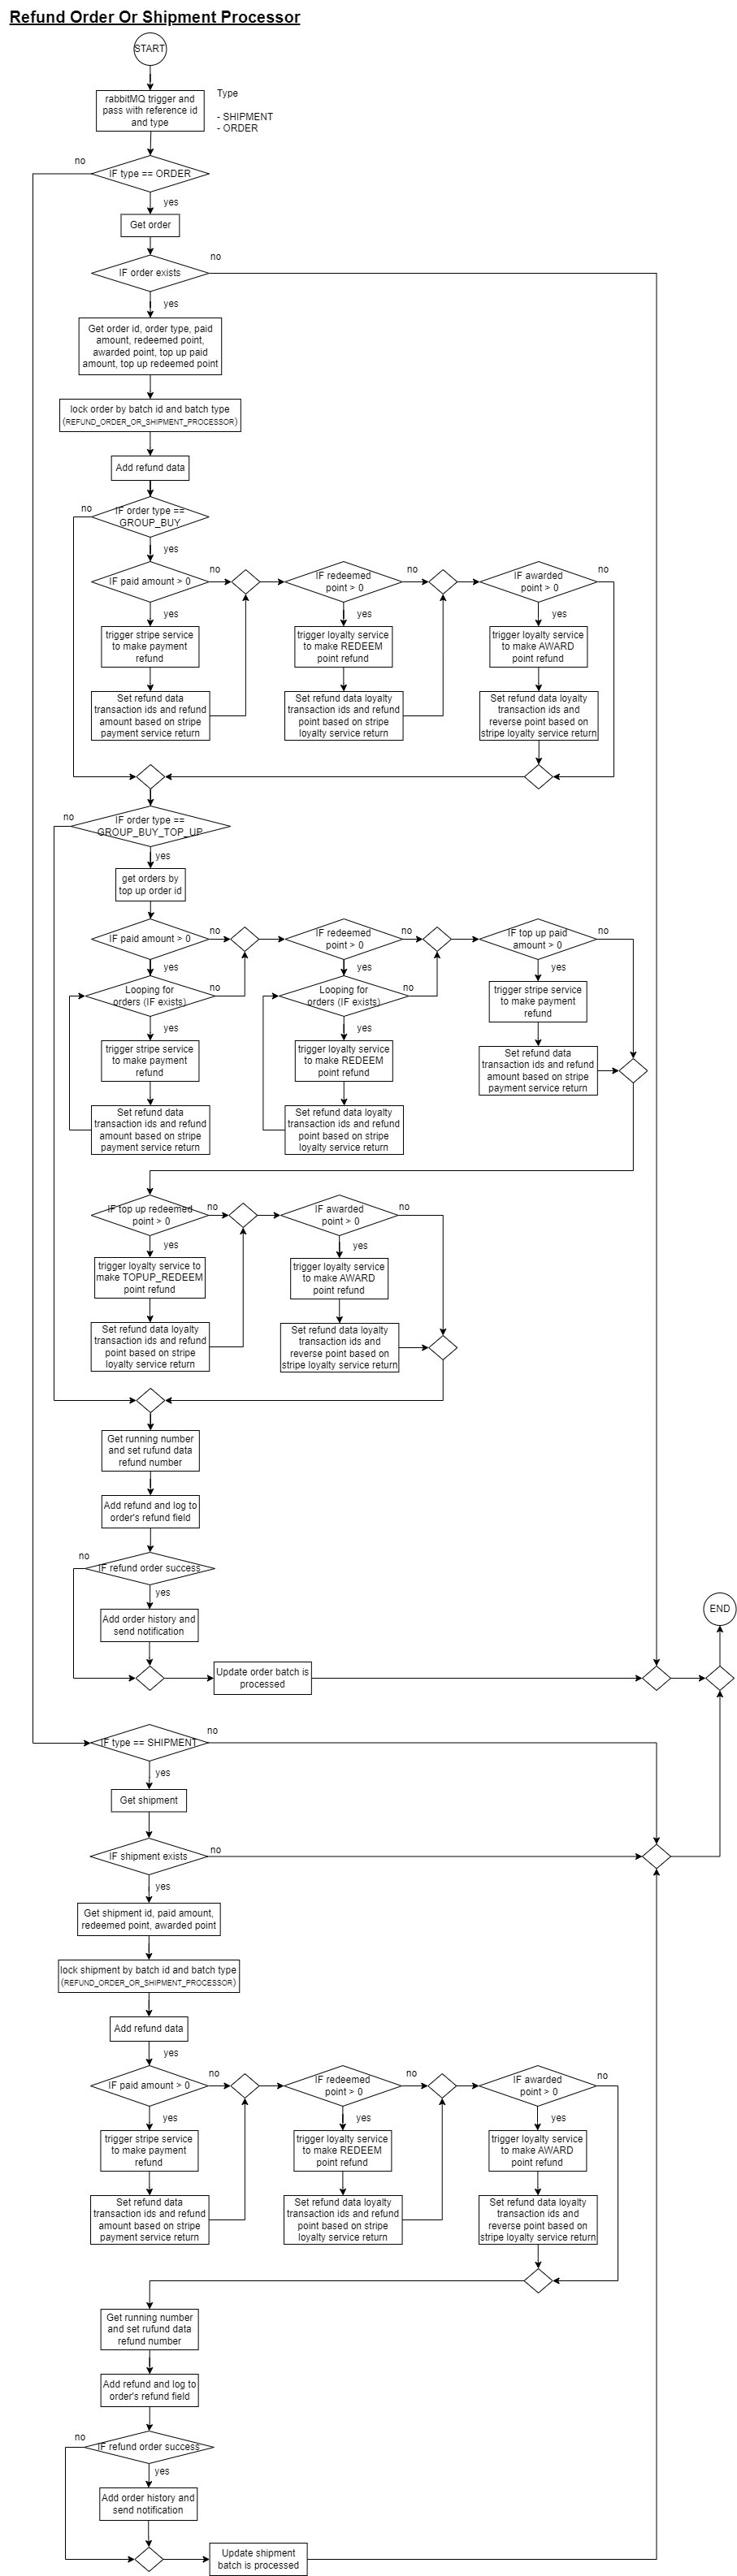 Refund Order Or Shipment Processor
START
rabbitMQ trigger and
pass with reference id
and type
Type
- SHIPMENT
- ORDER
no
IF type == ORDER
yes
Get order
no
IF order exists
yes
Get order id, order type, paid
amount, redeemed point,
awarded point, top up paid
amount, top up redeemed point
lock order by batch id and batch type
(REFUND_ORDER_OR_SHIPMENT_PROCESSOR)
Add refund data
no
IF order type ==
GROUP_BUY
yes
IF paid amount > 0
no
yes
trigger stripe service
to make payment
refund
Set refund data
transaction ids and refund
amount based on stripe
payment service return
IF redeemed
point > 0
no
yes
trigger loyalty service
to make REDEEM
point refund
Set refund data loyalty
transaction ids and refund
point based on stripe
loyalty service return
IF awarded
point > 0
no
yes
trigger loyalty service
to make AWARD
point refund
Set refund data loyalty
transaction ids and
reverse point based on
stripe loyalty service return
no
IF order type ==
GROUP_BUY_TOP_UP
yes
get orders by
top up order id
IF paid amount > 0
no
yes
Looping for
orders (IF exists)
no
yes
trigger stripe service
to make payment
refund
Set refund data
transaction ids and refund
amount based on stripe
payment service return
IF redeemed
point > 0
no
yes
Looping for
orders (IF exists)
no
yes
trigger loyalty service
to make REDEEM
point refund
Set refund data loyalty
transaction ids and refund
point based on stripe
loyalty service return
IF top up paid
amount > 0
no
yes
trigger stripe service
to make payment
refund
Set refund data
transaction ids and refund
amount based on stripe
payment service return
IF top up redeemed
point > 0
no
yes
trigger loyalty service to
make TOPUP_REDEEM
point refund
Set refund data loyalty
transaction ids and refund
point based on stripe
loyalty service return
IF awarded
point > 0
no
yes
trigger loyalty service
to make AWARD
point refund
Set refund data loyalty
transaction ids and
reverse point based on
stripe loyalty service return
Get running number
and set rufund data
refund number
Add refund and log to
order's refund field
no
IF refund order success
yes
Add order history and
send notification
Update order batch is
processed
END
IF type == SHIPMENT
no
yes
Get shipment
IF shipment exists
no
yes
Get shipment id, paid amount,
redeemed point, awarded point
lock shipment by batch id and batch type
(REFUND_ORDER_OR_SHIPMENT_PROCESSOR)
Add refund data
yes
IF paid amount > 0
no
yes
trigger stripe service
to make payment
refund
Set refund data
transaction ids and refund
amount based on stripe
payment service return
IF redeemed
point > 0
no
yes
trigger loyalty service
to make REDEEM
point refund
Set refund data loyalty
transaction ids and refund
point based on stripe
loyalty service return
IF awarded
point > 0
no
yes
trigger loyalty service
to make AWARD
point refund
Set refund data loyalty
transaction ids and
reverse point based on
stripe loyalty service return
Get running number
and set rufund data
refund number
Add refund and log to
order's refund field
no
IF refund order success
yes
Add order history and
send notification
Update shipment
batch is processed